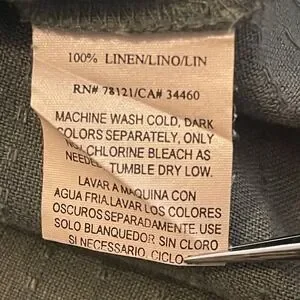 100% LINEN/LINO/LIN
RN# 78121/CA# 34460
MACHINE WASH COLD, DARK
COLORS SEPARATELY, ONLY
CHLORINE BLEACH AS
TUMBLE DRY LOW.
LAVAR A MAQUINA CON
AGUA FRIA.LAVAR LOS COLORES
OSCUROS SEPARADAMENTE. USE
SOLO BLANQUEDOR SIN CLORO
SI NECESSARIO. CICLO